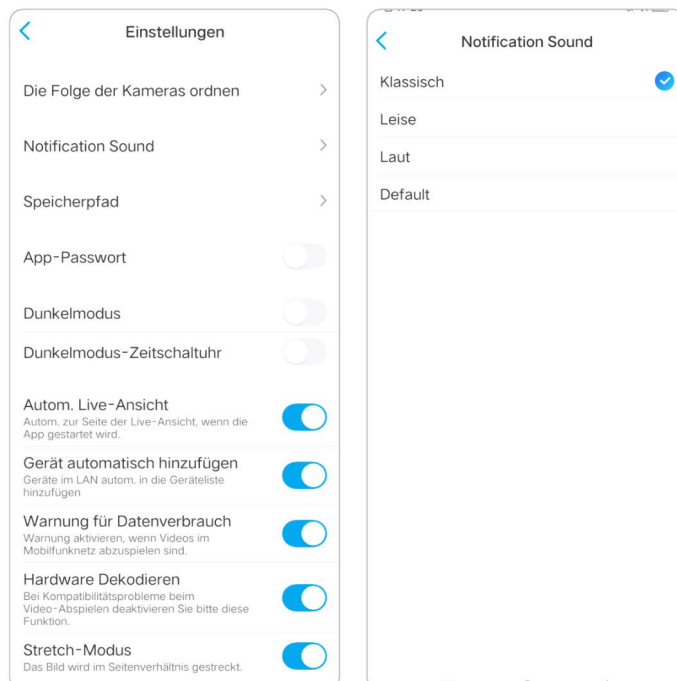 Einstellungen
Die Folge der Kameras ordnen
Notification Sound
Speicherpfad
App-Passwort
Dunkelmodus
Dunkelmodus-Zeitschaltuhr
Autom. Live-Ansicht
Autom. zur Seite der Live-Ansicht, wenn die
App gestartet wird.
Gerät automatisch hinzufügen
Geräte im LAN autom. in die Geräteliste
hinzufügen
Warnung für Datenverbrauch
Warnung aktivieren, wenn Videos im
Mobilfunknetz abzuspielen sind.
Hardware Dekodieren
Bei Kompatibilitätsprobleme beim
Video-Abspielen deaktivieren Sie bitte diese
Funktion.
Stretch-Modus
Das Bild wird im Seitenverhältnis gestreckt.
Notification Sound
Klassisch
Leise
Laut
Default